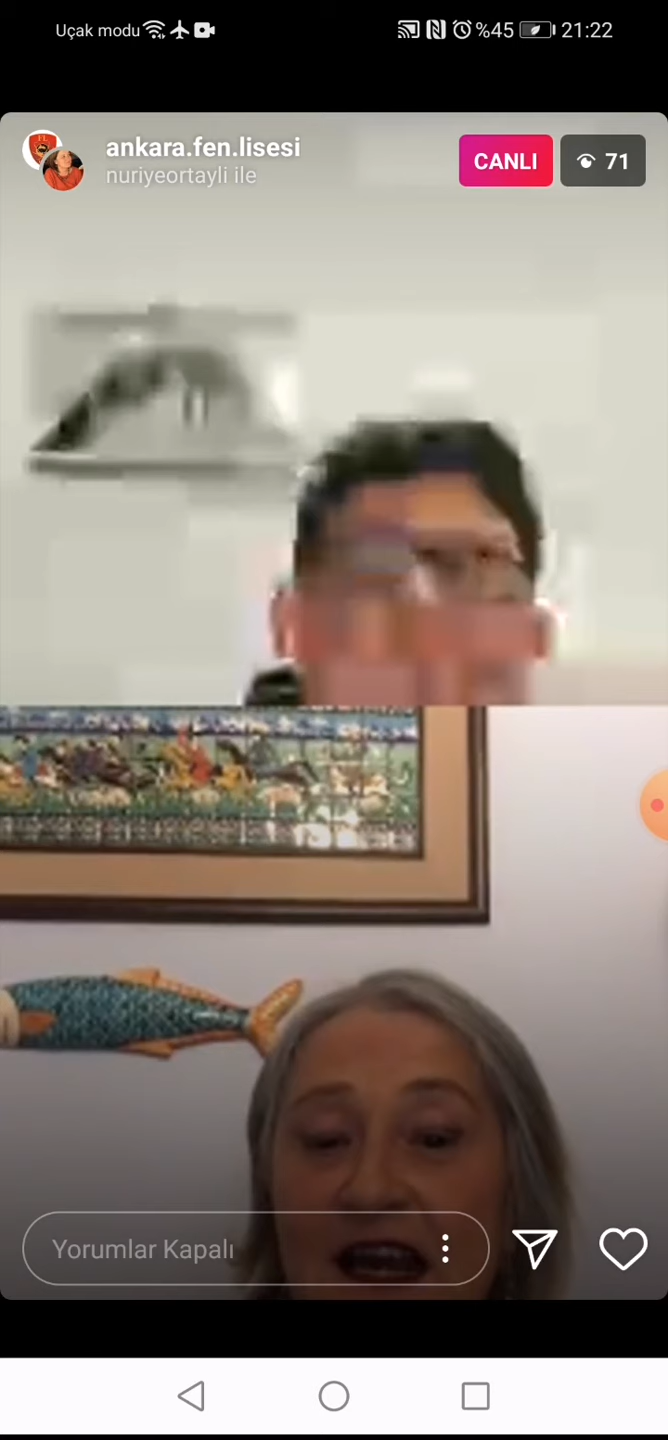 Uçak modu %45 21:22
ankara.fen.lisesi
nuriyeortayli ile
CANLI 71
Yorumlar Kapalı